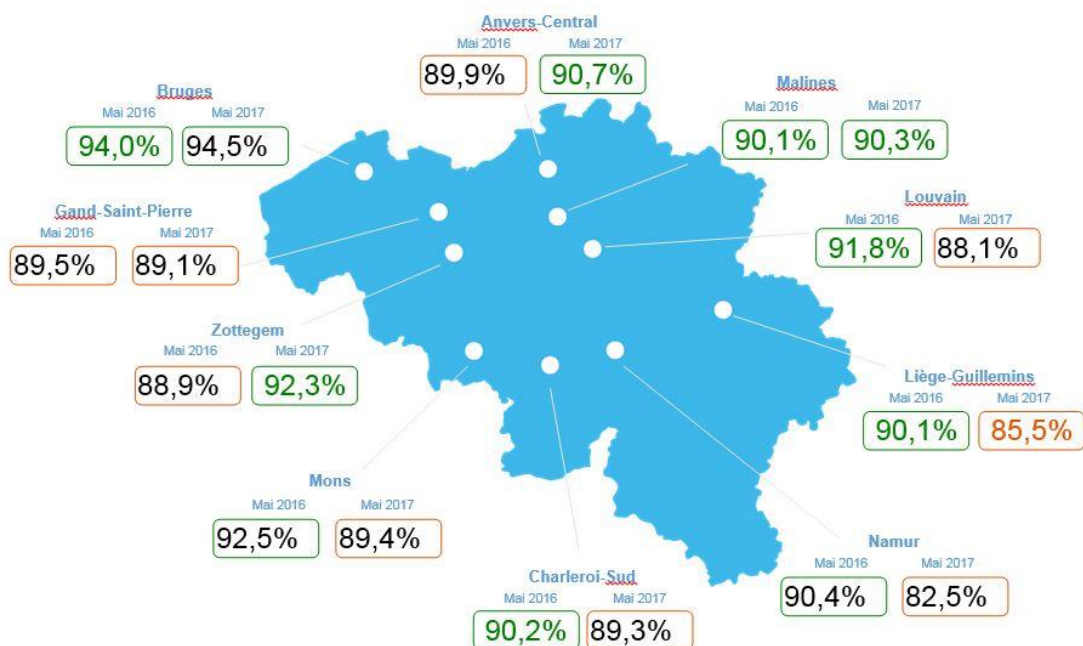 Anvers-Central
Mai 2016 Mai 2017
89,9% 90,7%
Bruges
Mai 2016 Mai 2017
94,0% 94,5%
Malines
Mai 2016 Mai 2017
90,1% 90,3%
Gand-Saint-Pierre
Mai 2016 Mai 2017
89,5% 89,1%
Louvain
Mai 2016 Mai 2017
91,8% 88,1%
Zottegem
Mai 2016 Mai 2017
88,9% 92,3%
Liège-Guillemins
Mai 2016 Mai 2017
90,1% 85,5%
Mons
Mai 2016 Mai 2017
92,5% 89,4%
Namur
Mai 2016 Mai 2017
90,4% 82,5%
Charleroi-Sud
Mai 2016 Mai 2017
90,2% 89,3%